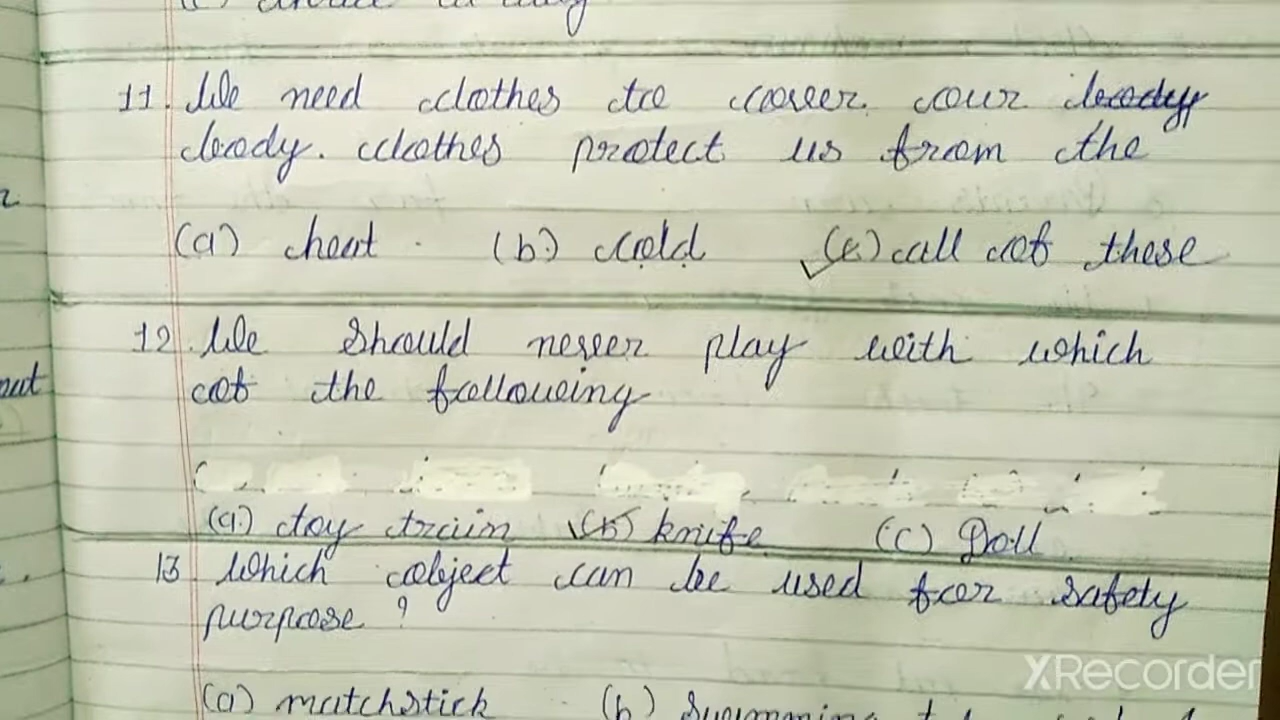 11. We need clothes to cover our body
body. Clothes protect us from the
(a) heat (b) cold (c) all of these
12. We should never play with which
of the following
(a) toy train (b) knife (c) Doll
13 Which object can be used for safety
purpose ?
(a) matchstick (b)
XRecorder